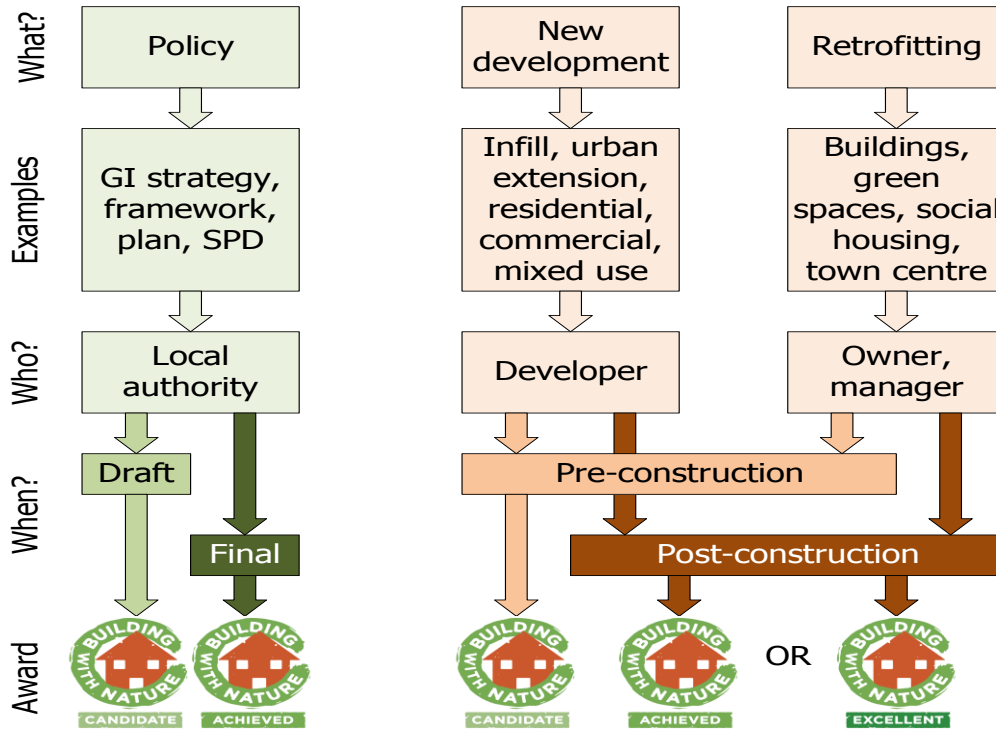 What?
Policy
New
development
Retrofitting
Examples
GI strategy,
framework,
plan, SPD
Infill, urban
extension,
residential,
commercial,
mixed use
Buildings,
green
spaces, social
housing,
town centre
Who?
Local
authority
Developer
Owner,
manager
When?
Draft
Pre-construction
Final
Post-construction
Award
BUILDING
WITH NATURE
CANDIDATE
BUILDING
WITH NATURE
ACHIEVED
BUILDING
WITH NATURE
CANDIDATE
BUILDING
WITH NATURE
ACHIEVED
OR
BUILDING
WITH NATURE
EXCELLENT